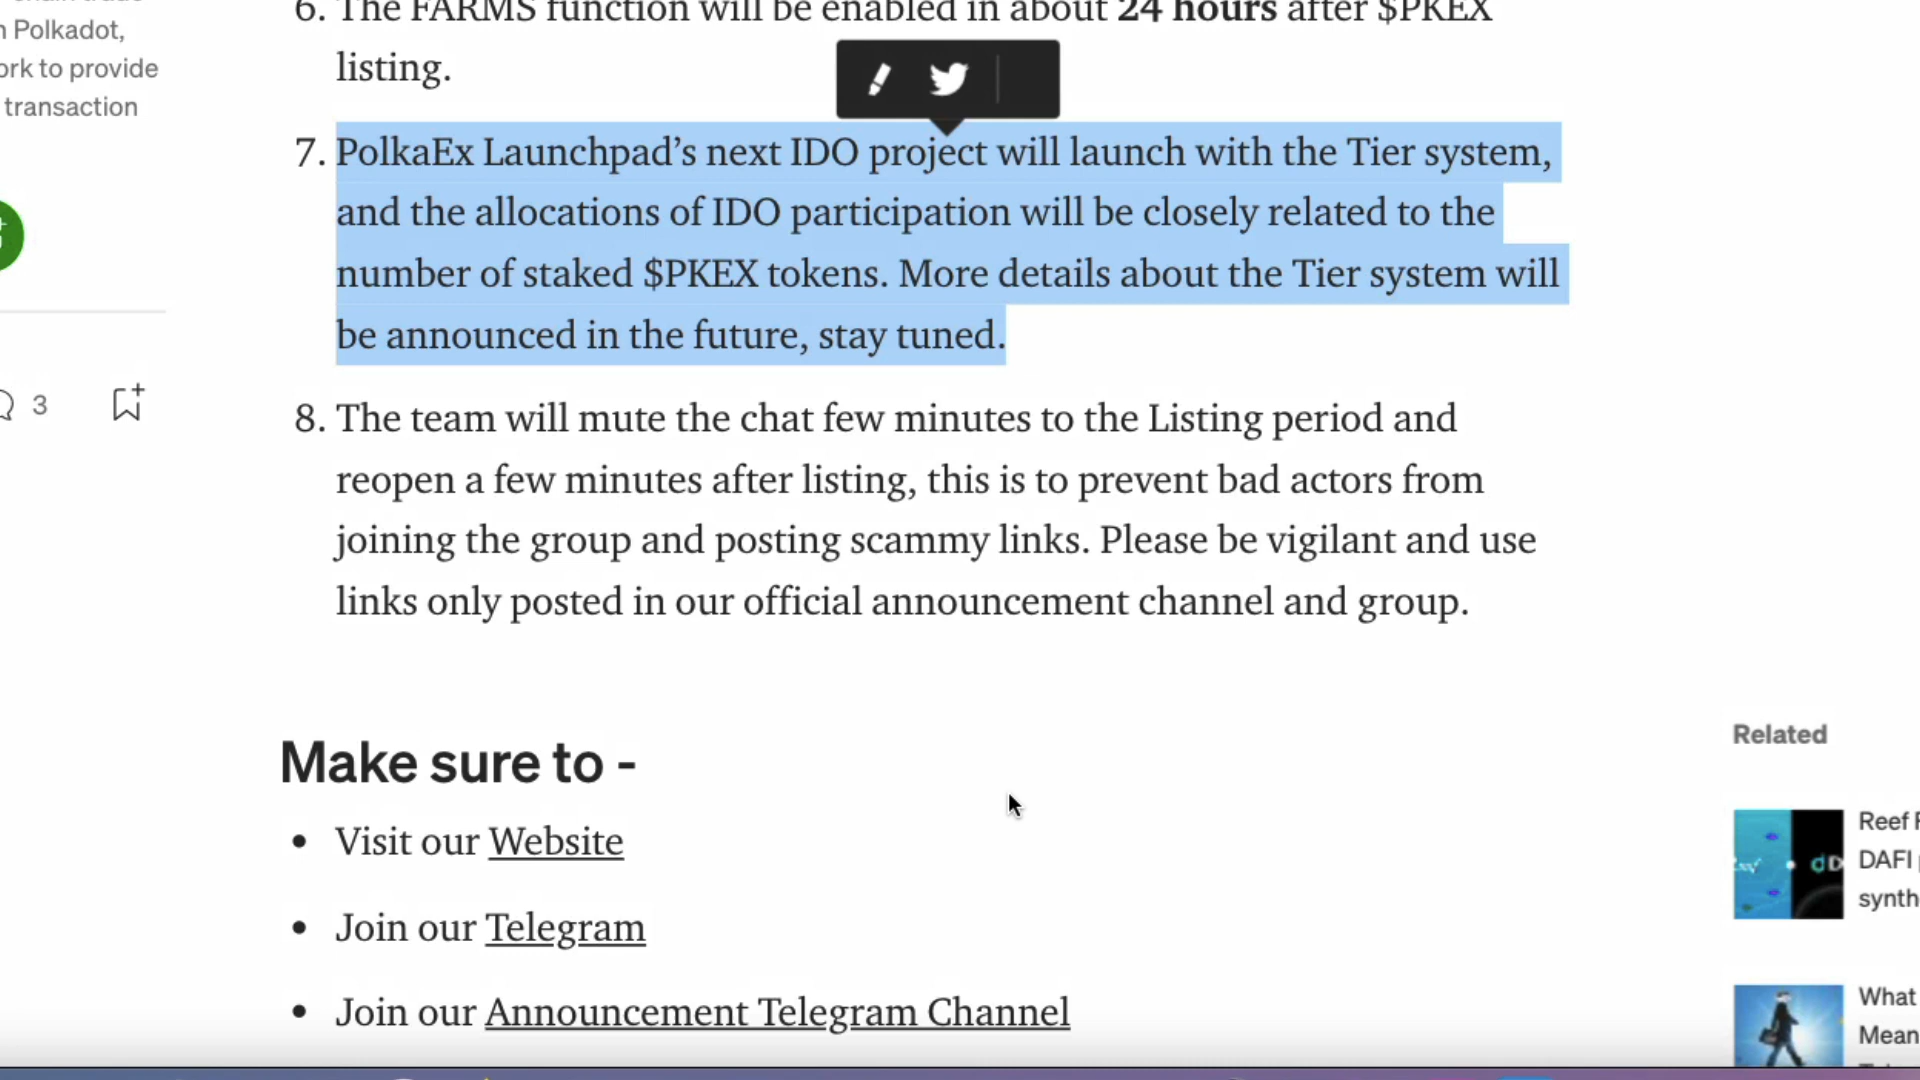 n Polkadot,
ork to provide
transaction
6. The FARMS function will be enabled in about 24 hours after $PKEX
listing.
7. PolkaEx Launchpad’s next IDO project will launch with the Tier system,
and the allocations of IDO participation will be closely related to the
number of staked $PKEX tokens. More details about the Tier system will
be announced in the future, stay tuned.
3
8. The team will mute the chat few minutes to the Listing period and
reopen a few minutes after listing, this is to prevent bad actors from
joining the group and posting scammy links. Please be vigilant and use
links only posted in our official announcement channel and group.
Make sure to -
• Visit our Website
• Join our Telegram
• Join our Announcement Telegram Channel
Related
Reef
DAFI
synth
What
Mean